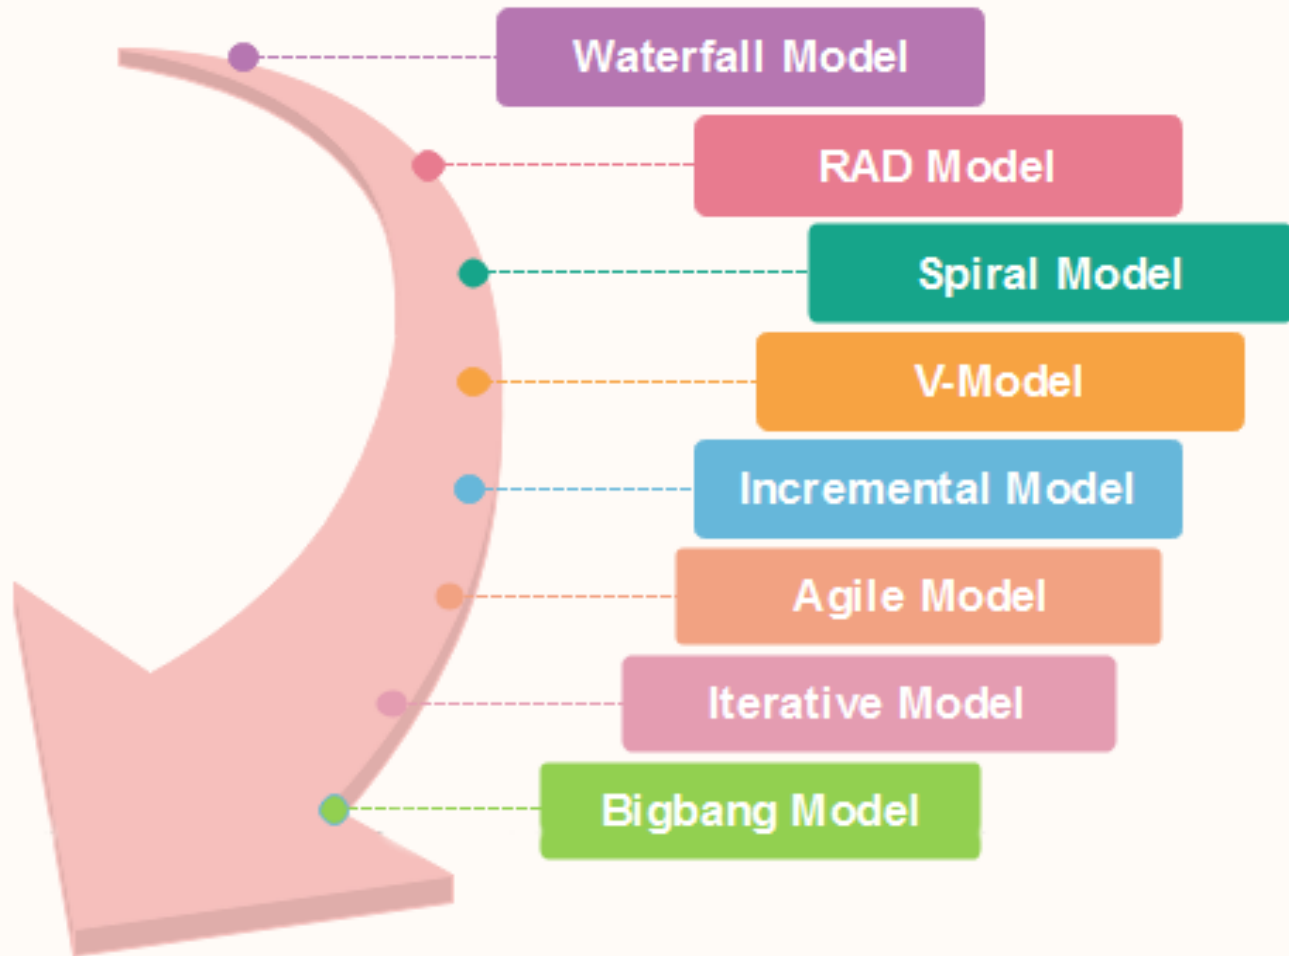 Waterfall Model
RAD Model
Spiral Model
V-Model
Incremental Model
Agile Model
Iterative Model
Bigbang Model